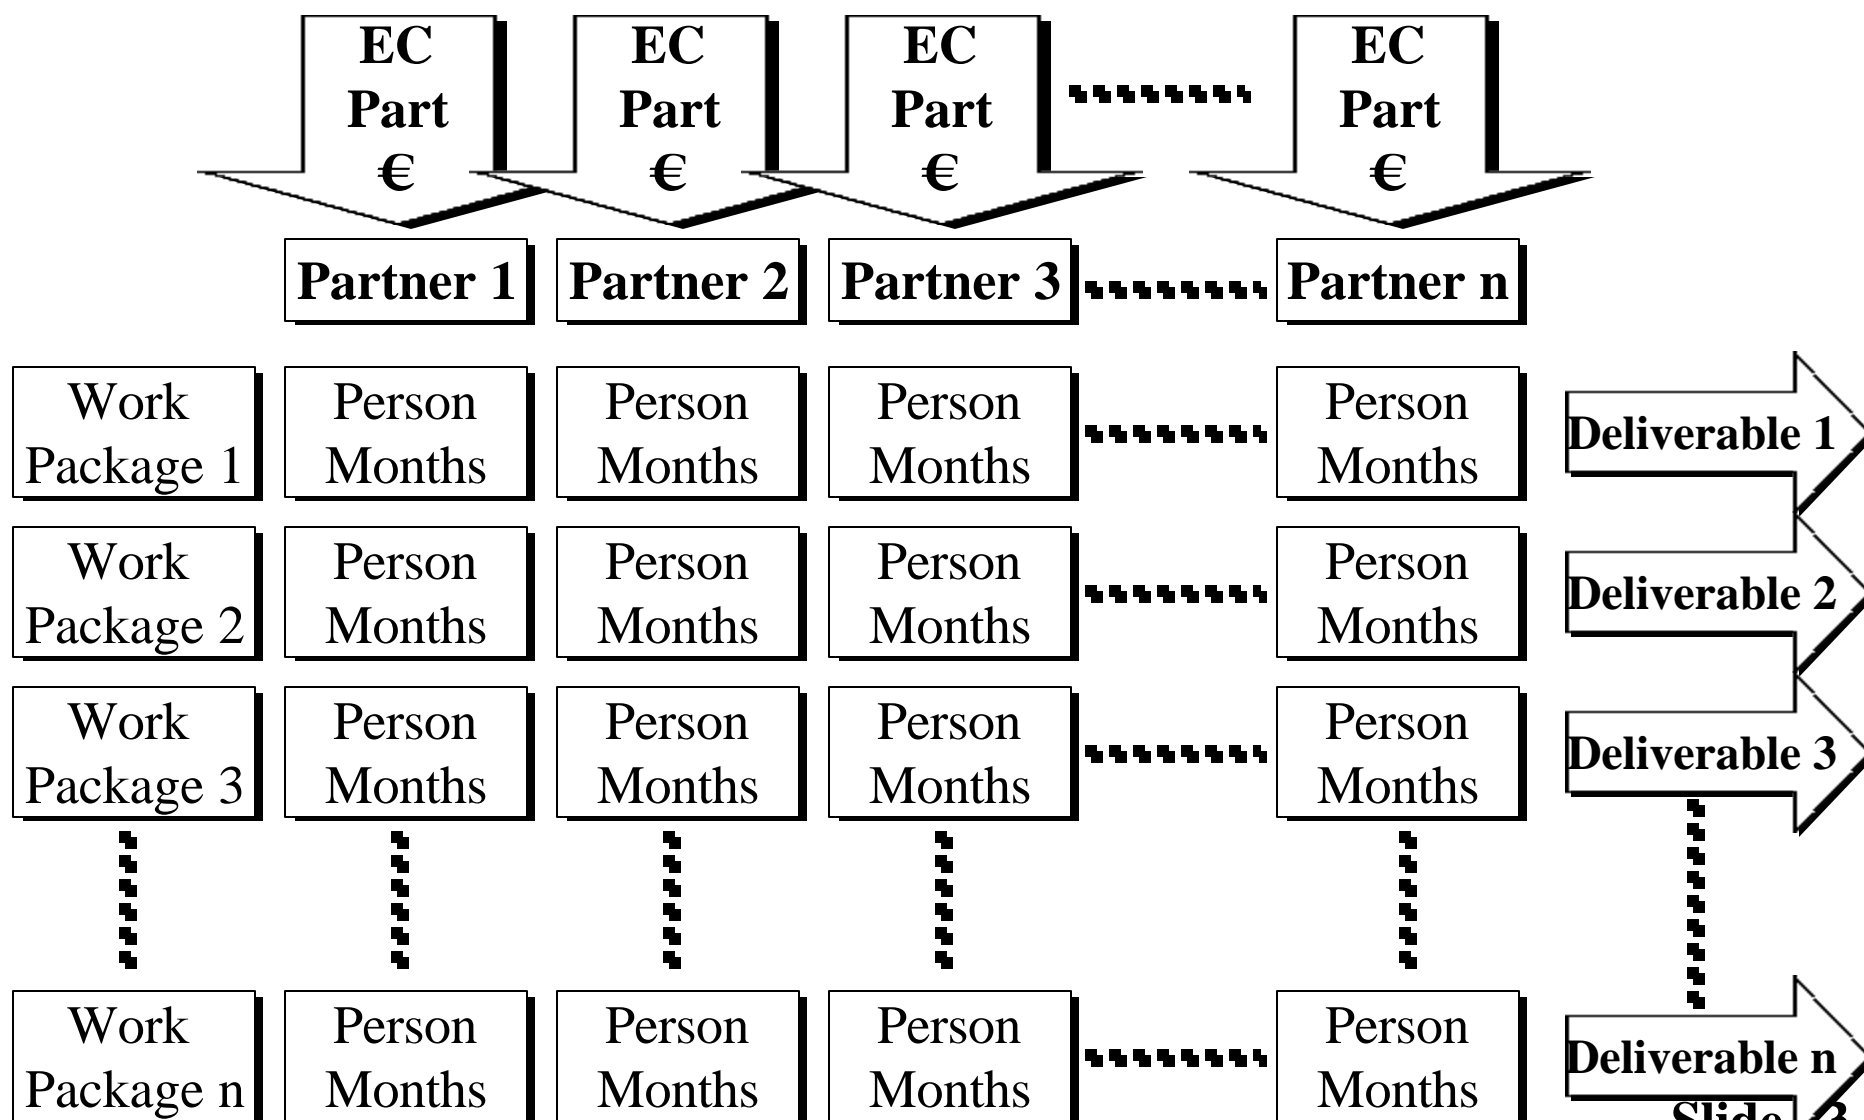 EC EC EC EC
Part Part Part Part
€ € € €
Partner 1 Partner 2 Partner 3 Partner n
Work Person Person Person Person
Package 1 Months Months Months Months Deliverable 1
Work Person Person Person Person
Package 2 Months Months Months Months Deliverable 2
Work Person Person Person Person
Package 3 Months Months Months Months Deliverable 3
Work Person Person Person Person
Package n Months Months Months Months Deliverable n
Slide 3